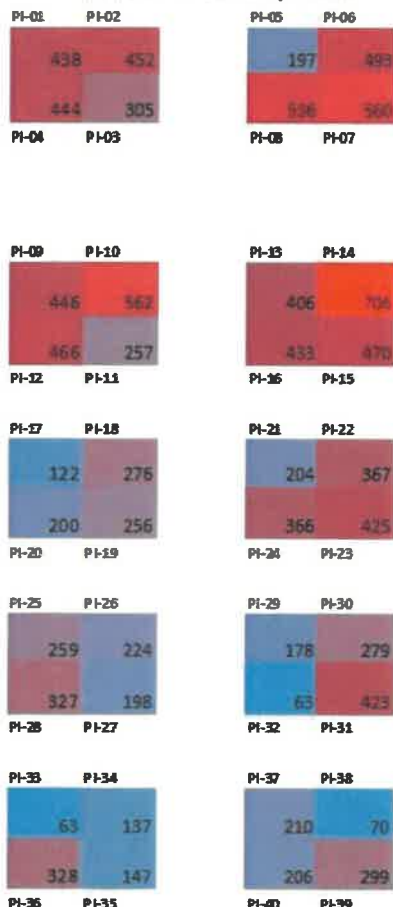 PI-01 PI-02
438 452
444 305
PI-04 PI-03
PI-05 PI-06
197 493
936 560
PI-08 PI-07
PI-09 PI-10
446 562
466 257
PI-12 PI-11
PI-13 PI-14
406 706
433 470
PI-16 PI-15
PI-17 PI-18
122 276
200 256
PI-20 PI-19
PI-21 PI-22
204 367
366 425
PI-24 PI-23
PI-25 PI-26
259 224
327 198
PI-28 PI-27
PI-29 PI-30
178 279
63 423
PI-32 PI-31
PI-33 PI-34
63 137
328 147
PI-36 PI-35
PI-37 PI-38
210 70
206 299
PI-40 PI-39